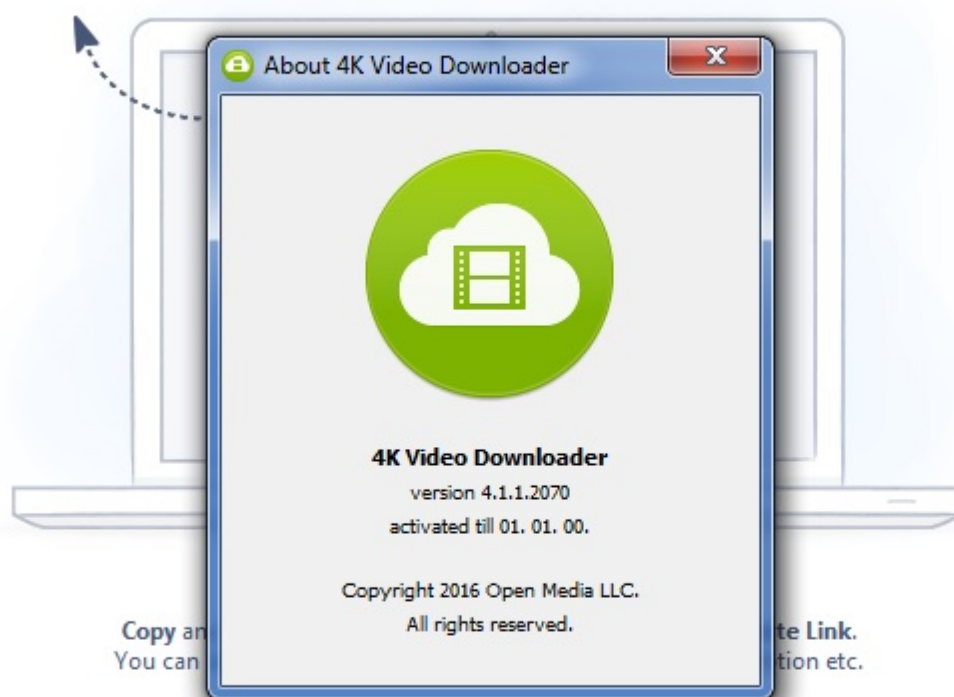 About 4K Video Downloader
4K Video Downloader
version 4.1.1.2070
activated till 01. 01. 00.
Copyright 2016 Open Media LLC.
All rights reserved.
Copy an te Link.
You can tion etc.